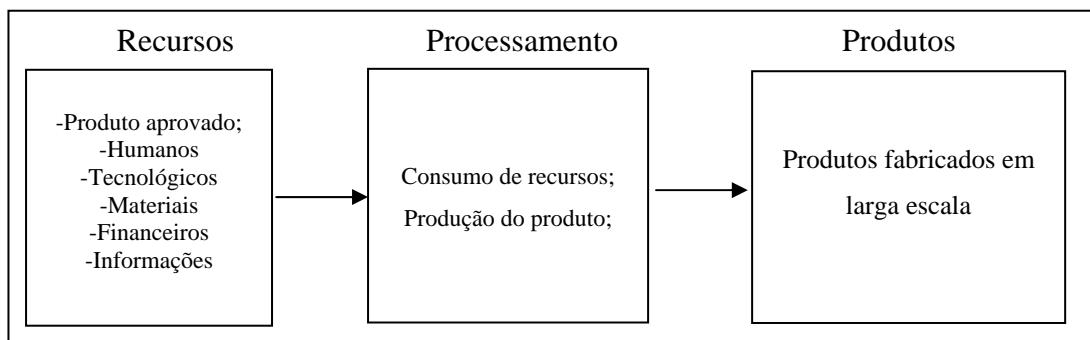 Recursos
Processamento
Produtos
-Produto aprovado;
-Humanos
-Tecnológicos
-Materiais
-Financeiros
-Informações
Consumo de recursos;
Produção do produto;
Produtos fabricados em
larga escala